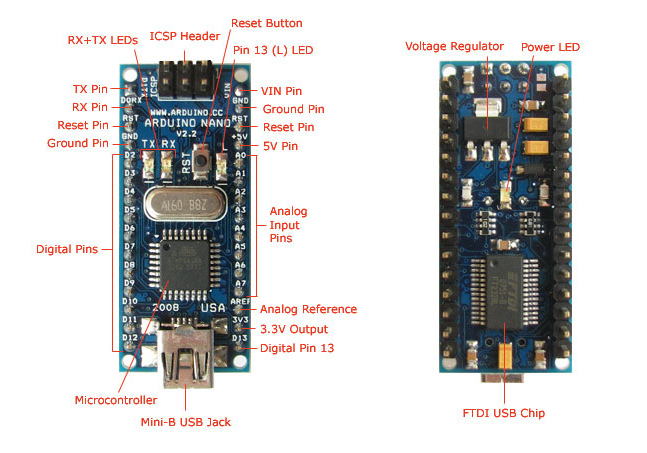 Reset Button
RX+TX LEDs
ICSP Header
Pin 13 (L) LED
Voltage Regulator
Power LED
TX Pin
RX Pin
Reset Pin
Ground Pin
VIN Pin
Ground Pin
Reset Pin
5V Pin
ICSP
VIN
GND
RST
+5V
RST
GND
WWW.ARDUINO.CC
ARDUINO NANO
V2.2
TX RX
RST
L
D2
D3
D4
D5
D6
D7
D8
D9
D10
D11
D12
A0
A1
A2
A3
A4
A5
A6
A7
AREF
3V3
D13
A160 B8Z
2008
USA
Digital Pins
Analog
Input
Pins
Analog Reference
3.3V Output
Digital Pin 13
Microcontroller
Mini-B USB Jack
FTDI
FTDI USB Chip